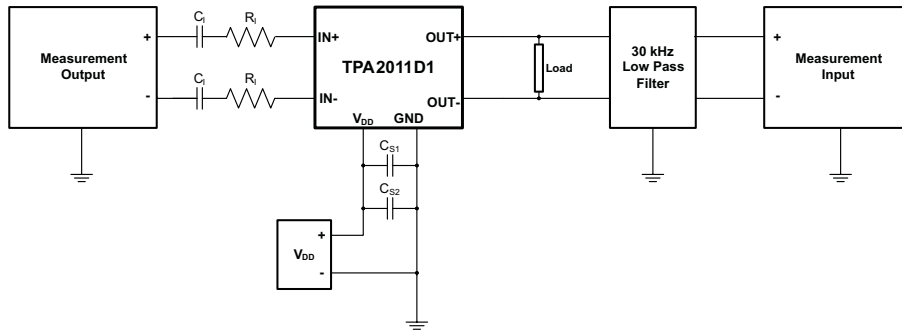 C_I
R_I
+
Measurement
Output
-
C_I
R_I
IN+
OUT+
TPA2011D1
IN-
OUT-
V_DD
GND
Load
30 kHz
Low Pass
Filter
+
Measurement
Input
-
C_S1
C_S2
+
V_DD
-